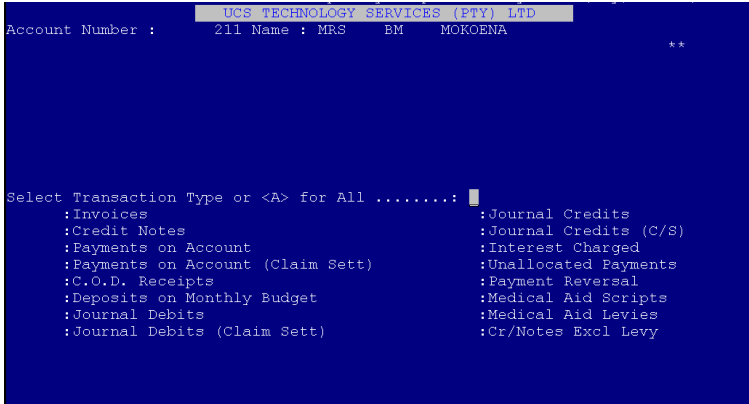 UCS TECHNOLOGY SERVICES (PTY) LTD
Account Number : 211 Name : MRS BM MOKOENA
**
Select Transaction Type or <A> for All ........:
:Invoices :Journal Credits
:Credit Notes :Journal Credits (C/S)
:Payments on Account :Interest Charged
:Payments on Account (Claim Sett) :Unallocated Payments
:C.O.D. Receipts :Payment Reversal
:Deposits on Monthly Budget :Medical Aid Scripts
:Journal Debits :Medical Aid Levies
:Journal Debits (Claim Sett) :Cr/Notes Excl Levy